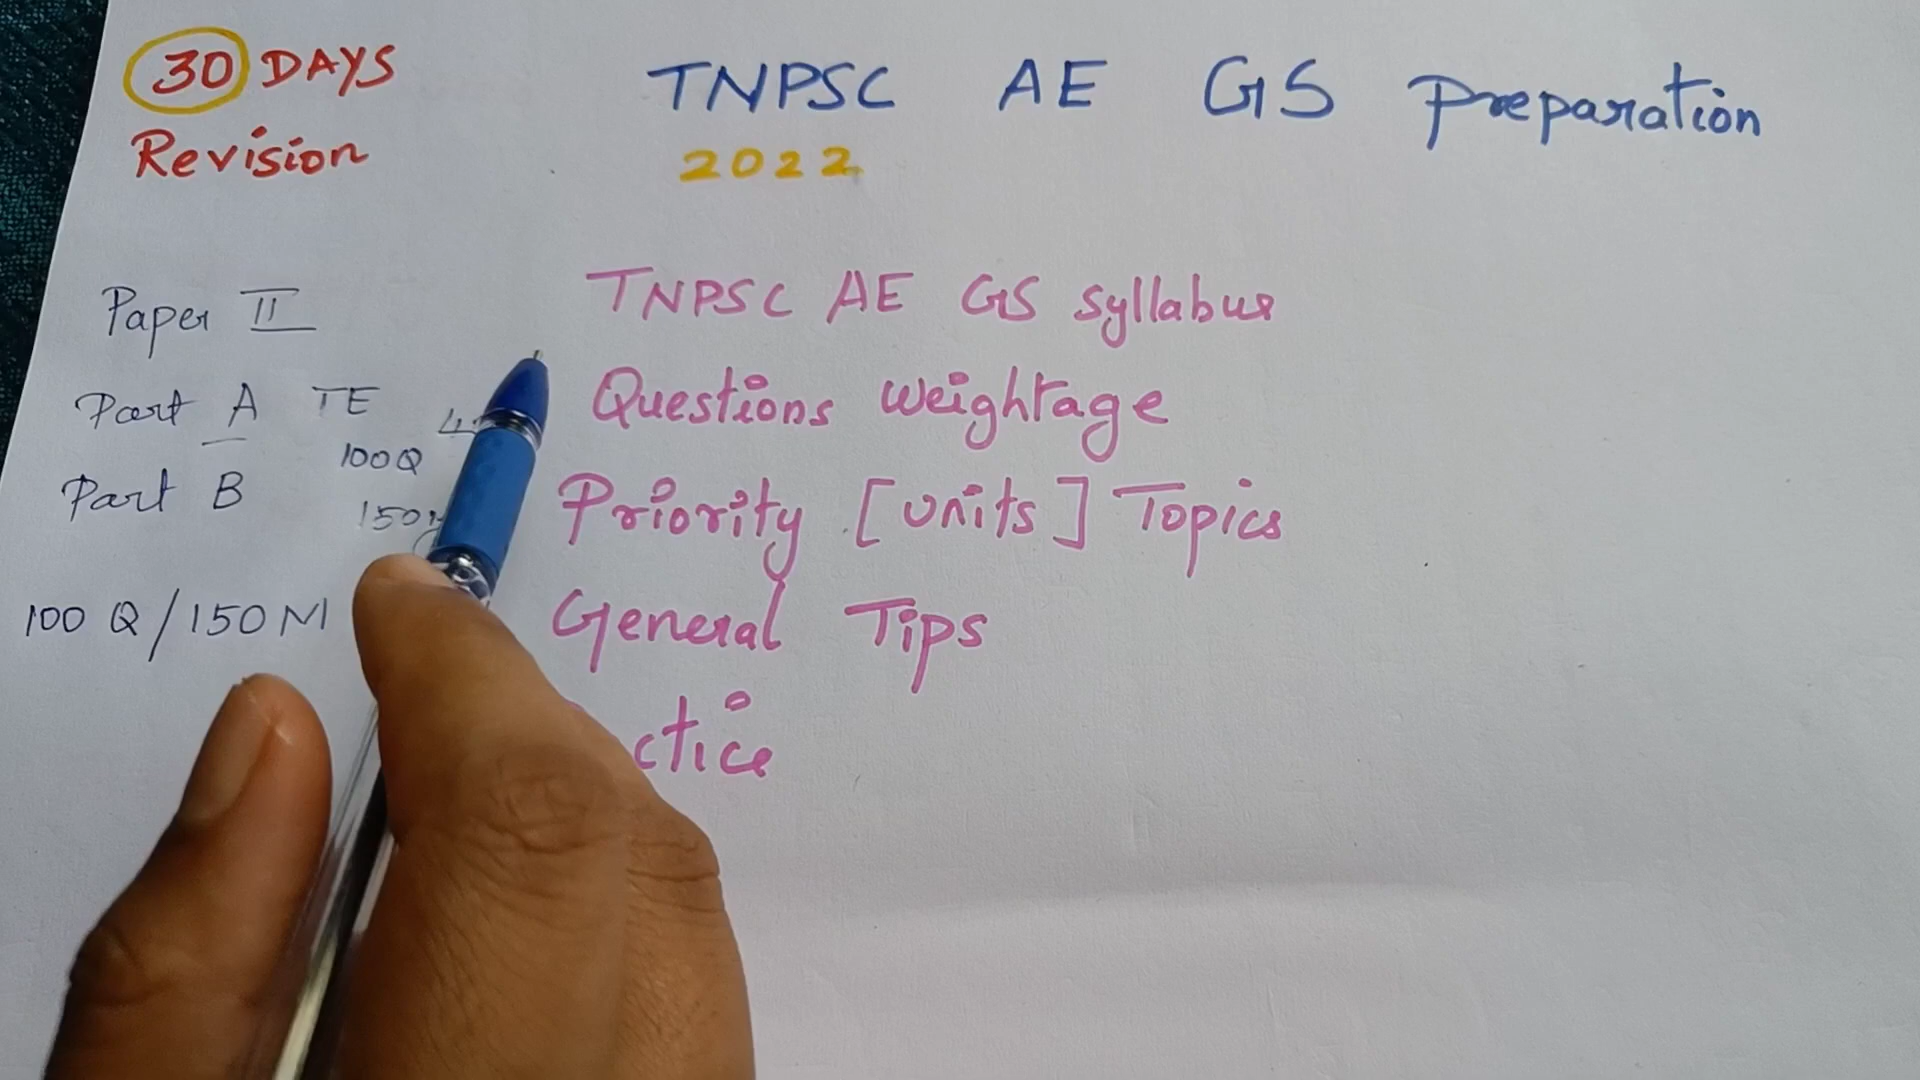 30 DAYS
Revision
TNPSC AE GS Preparation
2022
Paper II
Part A TE
100Q
Part B
150
100 Q/150 M
TNPSC AE GS syllabus
Questions weightage
Priority [units] Topics
General Tips
ctice